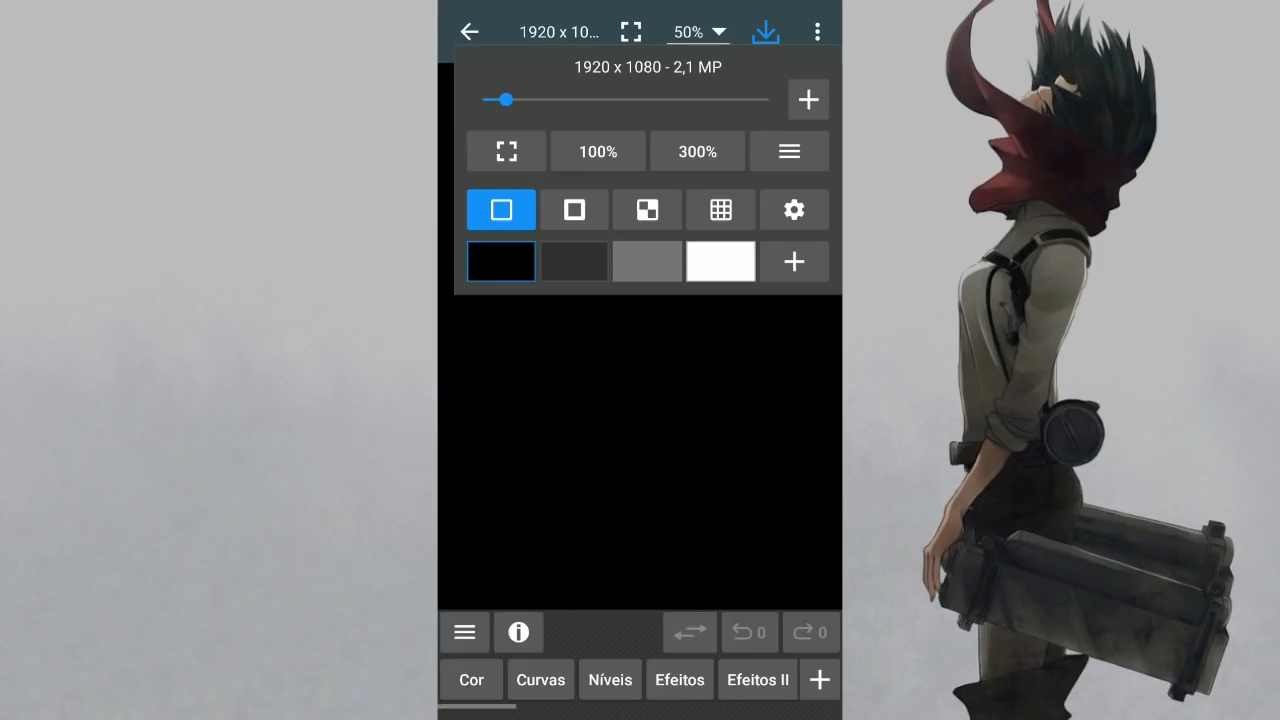 1920 x 10... 50%
1920 x 1080 - 2,1 MP
100% 300%
0 0
Cor Curvas Níveis Efeitos Efeitos II